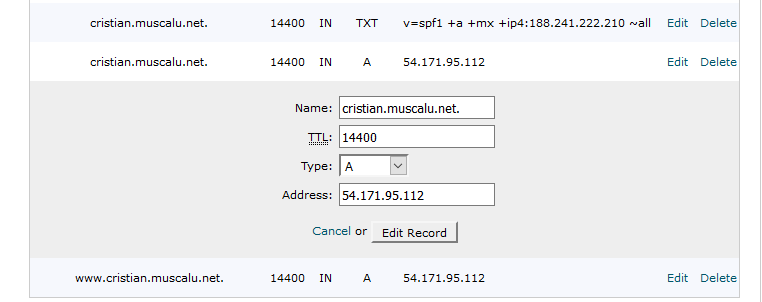 cristian.muscalu.net. 14400 IN TXT v=spf1 +a +mx +ip4:188.241.222.210 ~all Edit Delete
cristian.muscalu.net. 14400 IN A 54.171.95.112 Edit Delete
Name: cristian.muscalu.net.
TTL: 14400
Type: A
Address: 54.171.95.112
Cancel or Edit Record
www.cristian.muscalu.net. 14400 IN A 54.171.95.112 Edit Delete